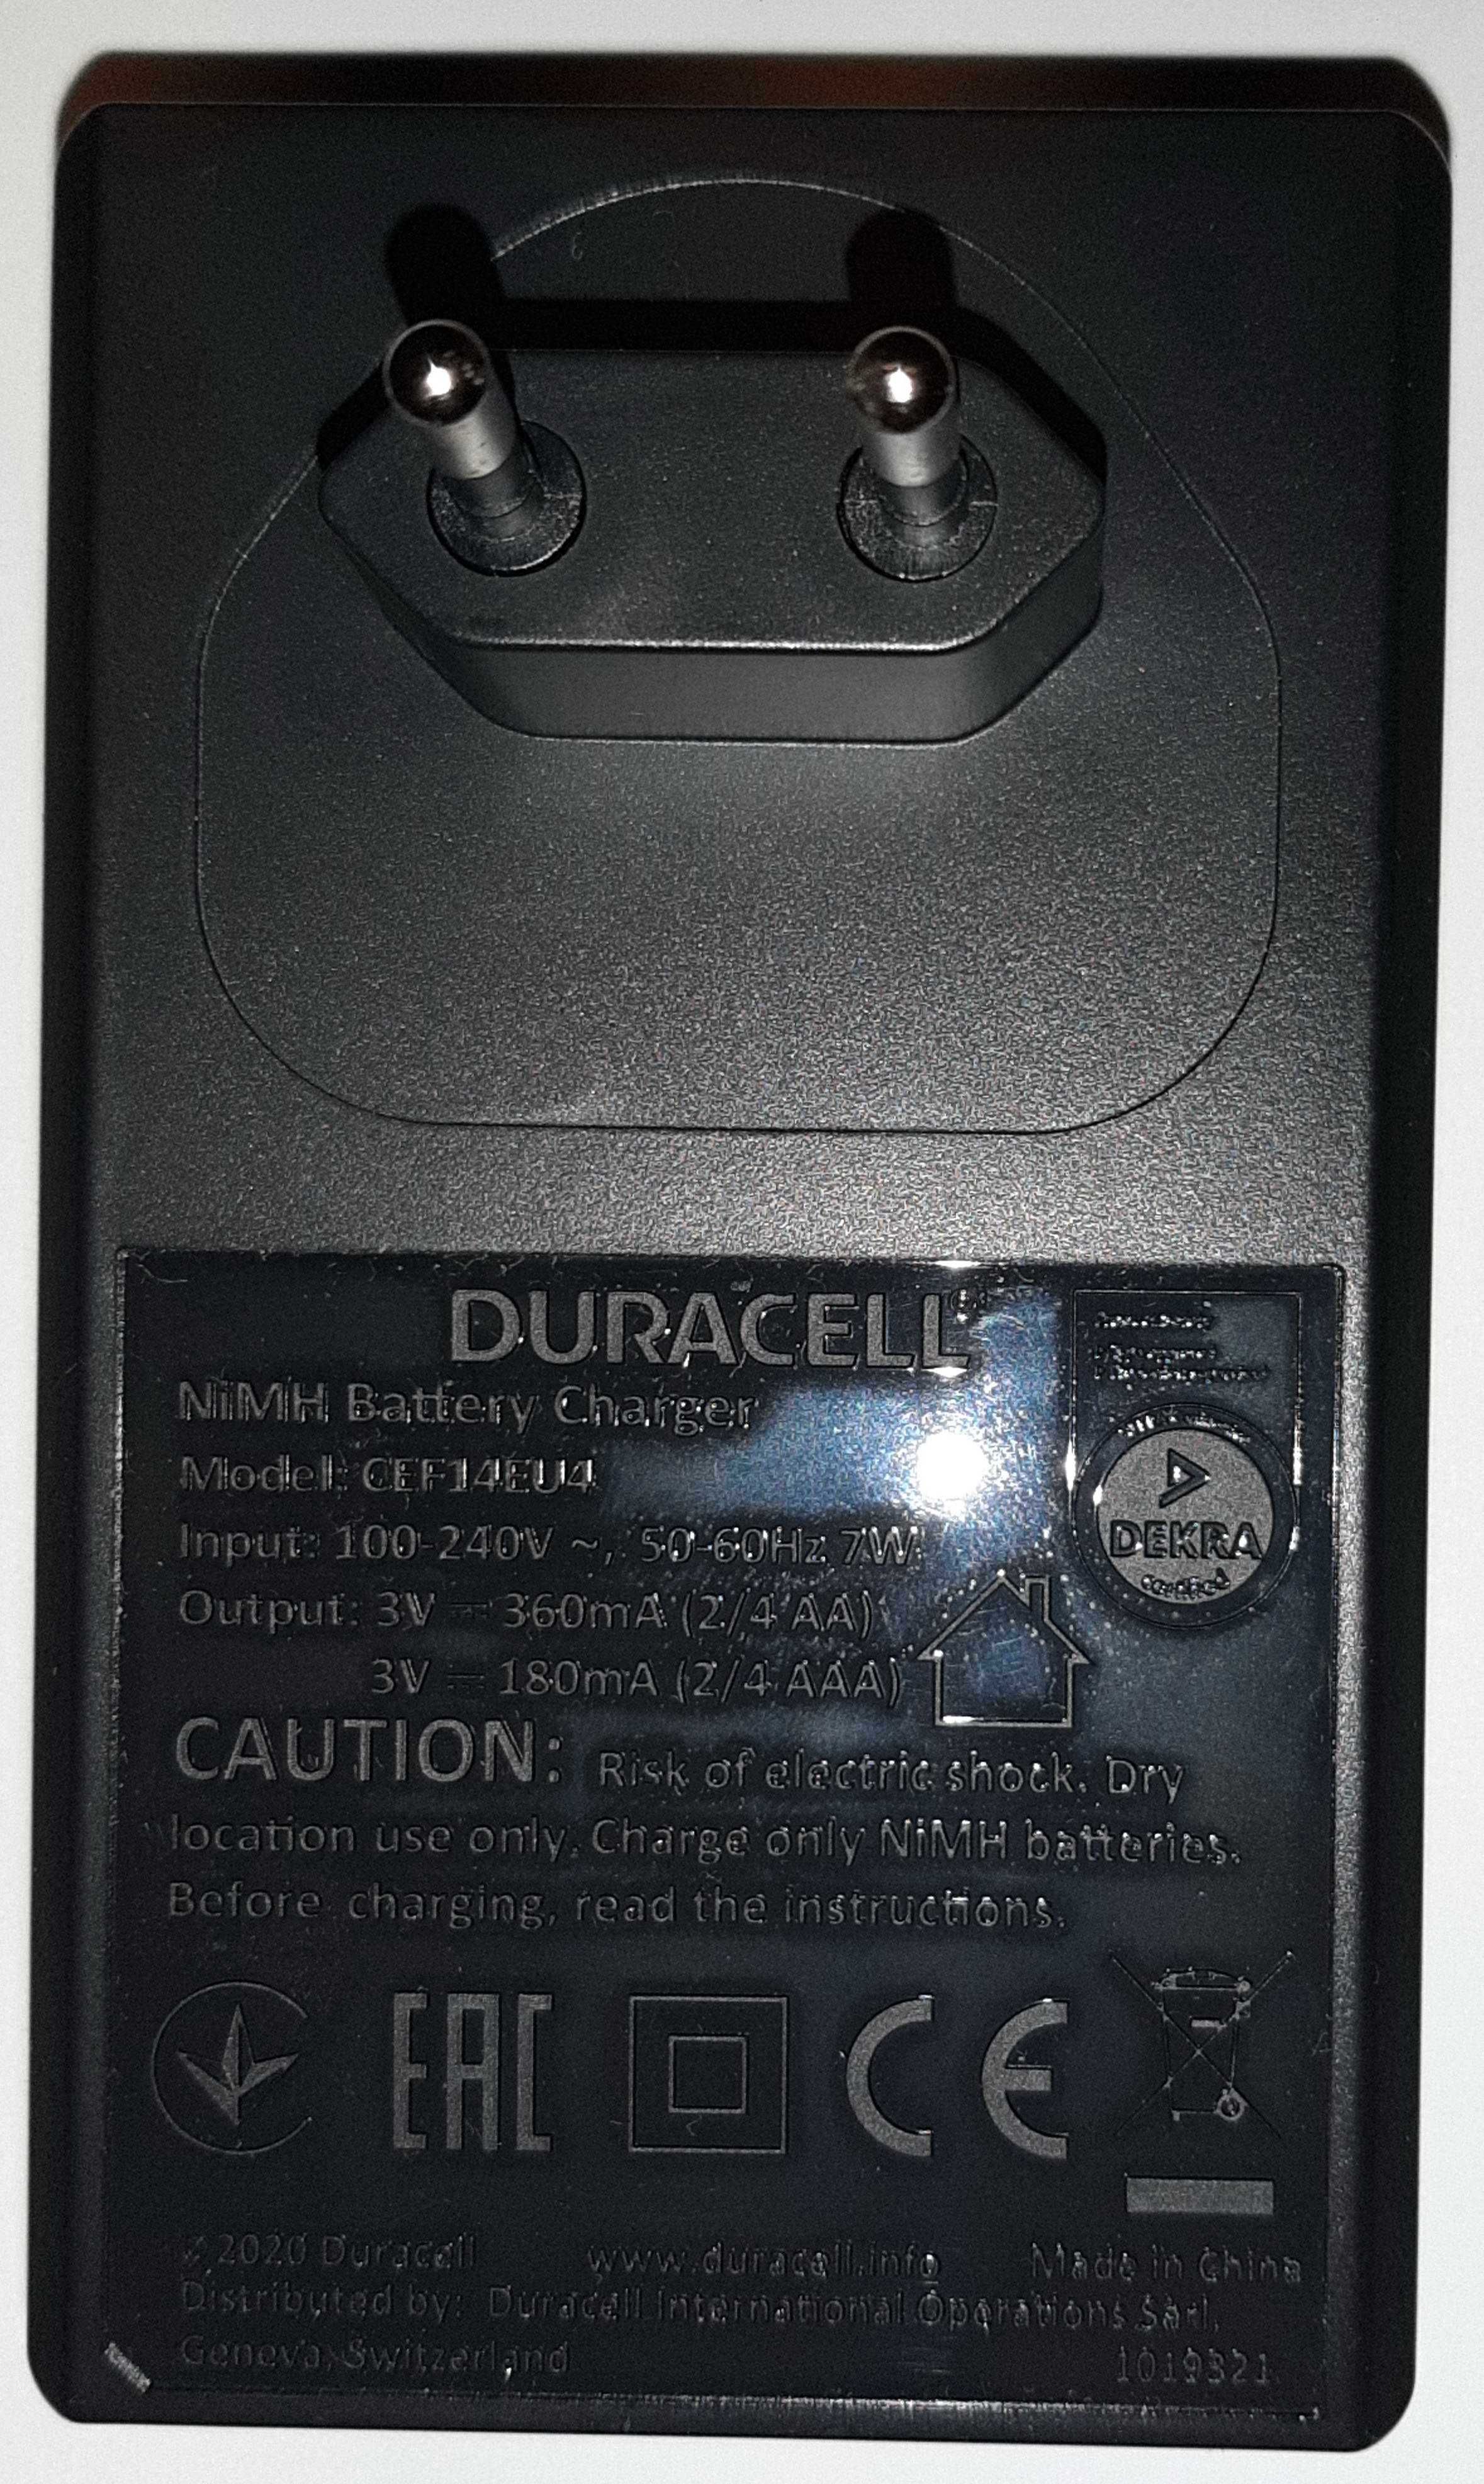 DURACELL
NiMH Battery Charger
Model: CEF14EU4
Input: 100-240V ~, 50-60Hz 7W
Output: 3V ⎓ 360mA (2/4 AA)
3V ⎓ 180mA (2/4 AAA)
DEKRA
CAUTION: Risk of electric shock. Dry
location use only. Charge only NiMH batteries.
Before charging, read the instructions.
EAC CE
© 2020 Duracell www.duracell.info Made in China
Distributed by: Duracell International Operations Sàrl,
Geneva, Switzerland 1019321